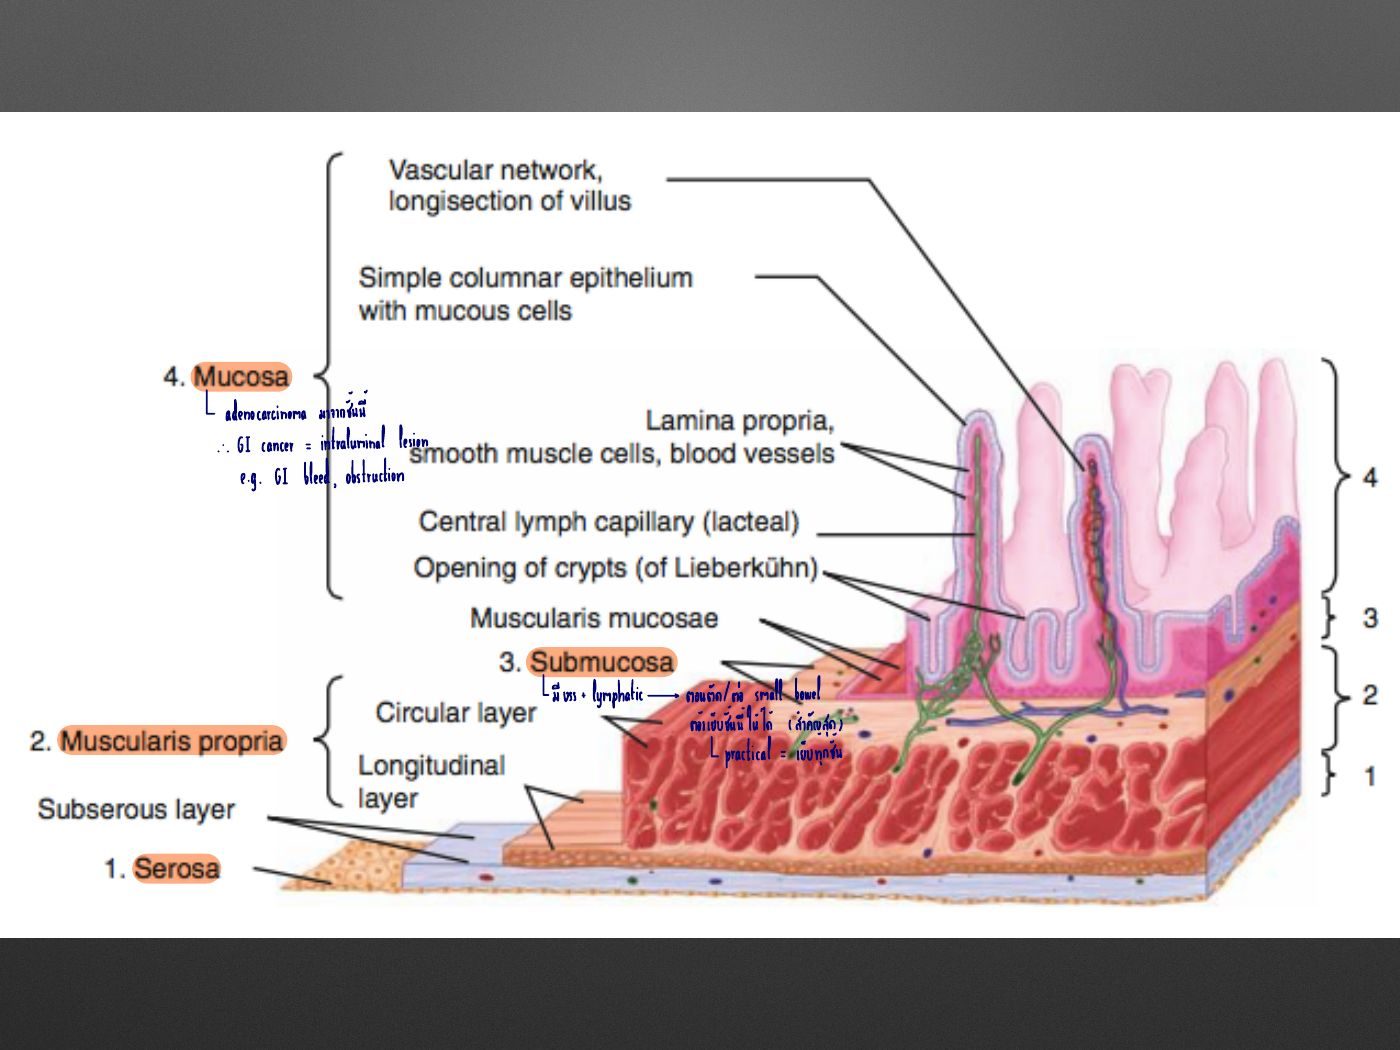 Vascular network,
longisection of villus
Simple columnar epithelium
with mucous cells
4. Mucosa
adenocarcinoma มาจากชั้นนี้
∴ GI cancer = intraluminal lesion
e.g. GI bleed, obstruction
Lamina propria,
smooth muscle cells, blood vessels
Central lymph capillary (lacteal)
Opening of crypts (of Lieberkühn)
Muscularis mucosae
3. Submucosa
มี + lymphatic → ตอนตัด/ต่อ small bowel
ต้องเย็บชั้นนี้ให้ได้ (สำคัญสุด)
practical = เย็บทุกชั้น
Circular layer
2. Muscularis propria
Longitudinal
layer
Subserous layer
1. Serosa
4
3
2
1